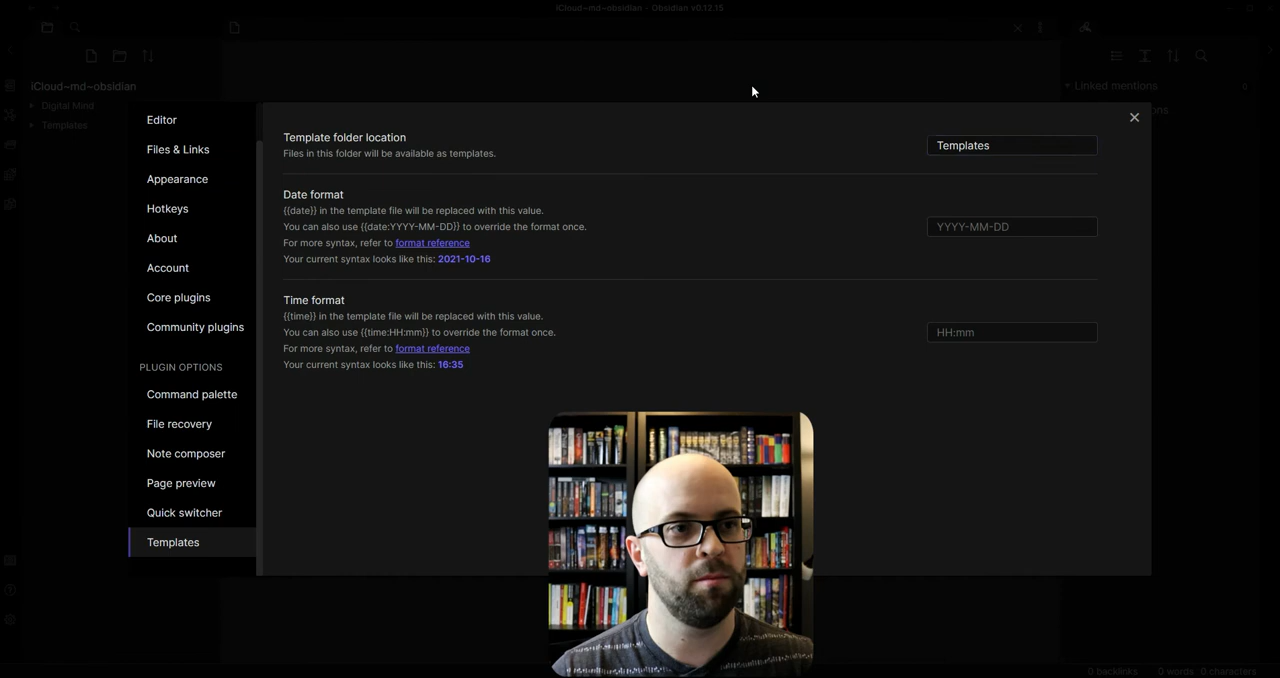 iCloud~md~obsidian - Obsidian v0.12.15
iCloud~md~obsidian
Digital Mind
Templates
Linked mentions
0
Editor
Files & Links
Appearance
Hotkeys
About
Account
Core plugins
Community plugins
PLUGIN OPTIONS
Command palette
File recovery
Note composer
Page preview
Quick switcher
Templates
Template folder location
Files in this folder will be available as templates.
Templates
Date format
{{date}} in the template file will be replaced with this value.
You can also use {{date:YYYY-MM-DD}} to override the format once.
For more syntax, refer to format reference
Your current syntax looks like this: 2021-10-16
YYYY-MM-DD
Time format
{{time}} in the template file will be replaced with this value.
You can also use {{time:HH:mm}} to override the format once.
For more syntax, refer to format reference
Your current syntax looks like this: 16:35
HH:mm
0 backlinks 0 words 0 characters